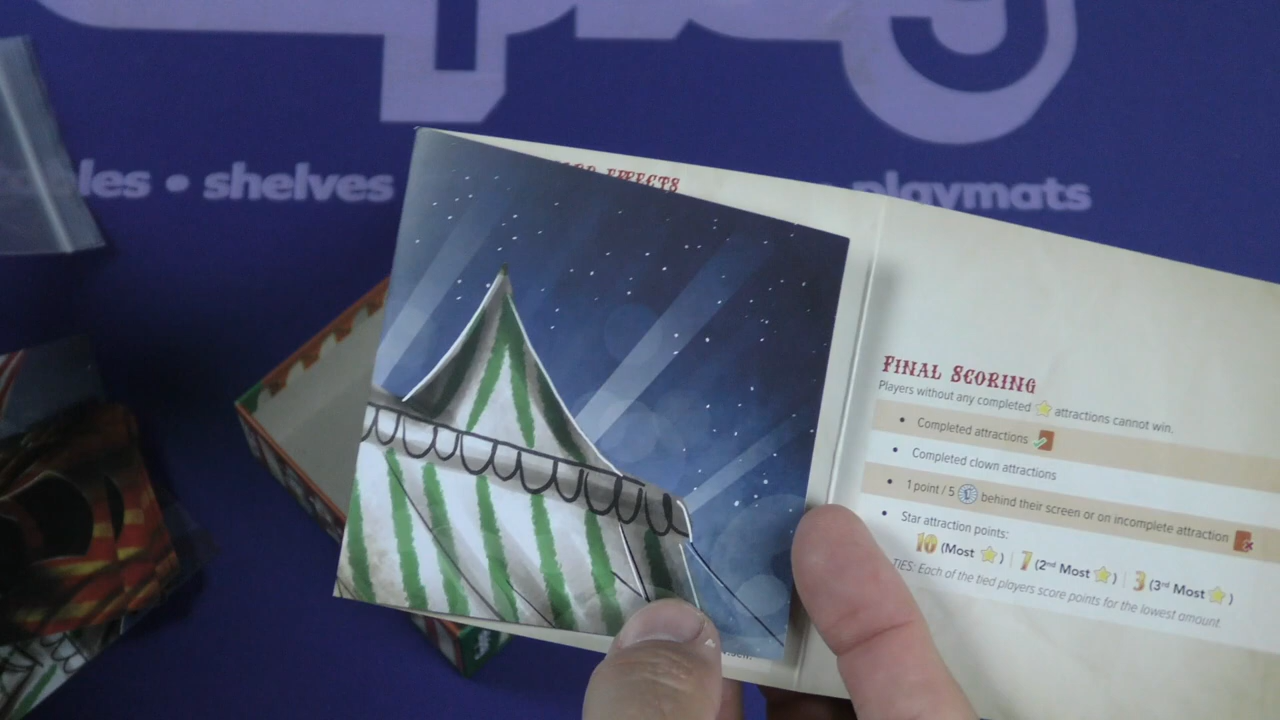 shelves
playmats
EFFECTS
FINAL SCORING
Players without any completed attractions cannot win.
• Completed attractions
• Completed clown attractions
• 1 point / 5 behind their screen or on incomplete attraction
• Star attraction points:
10 (Most ) | 7 (2nd Most ) | 3 (3rd Most )
TIES: Each of the tied players score points for the lowest amount.